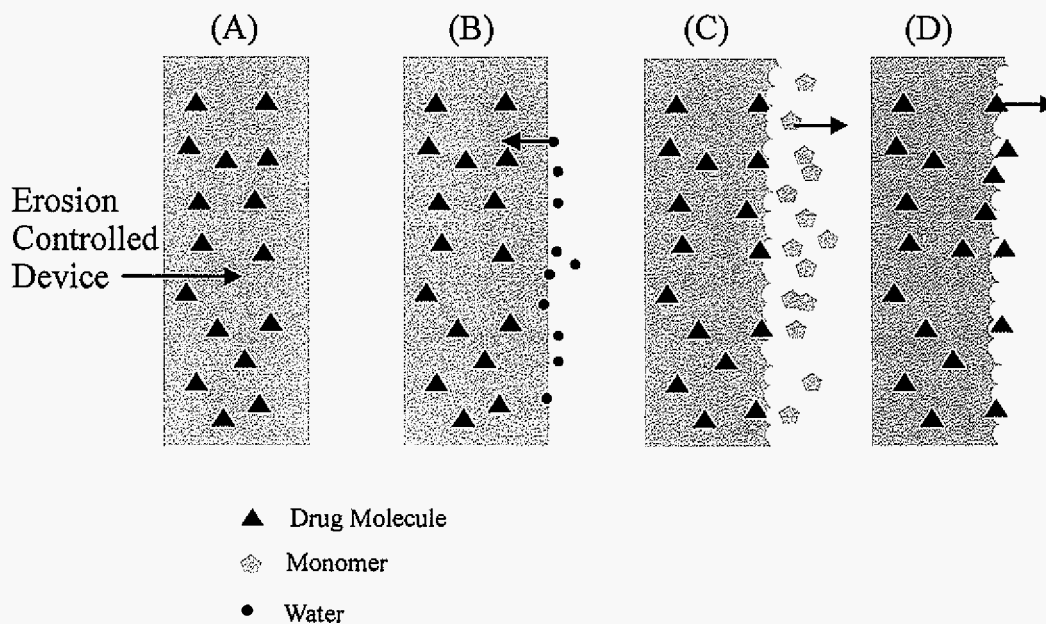 (A) (B) (C) (D)
Erosion
Controlled
Device
Drug Molecule
Monomer
Water